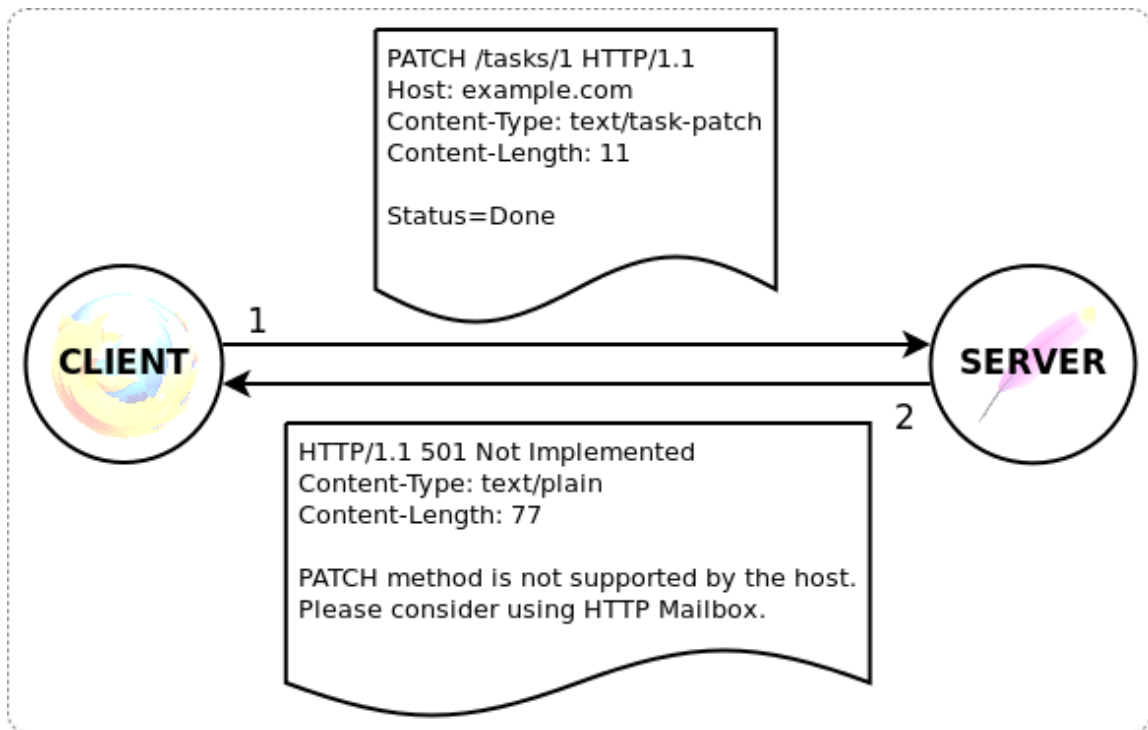 PATCH /tasks/1 HTTP/1.1
Host: example.com
Content-Type: text/task-patch
Content-Length: 11
Status=Done
1
CLIENT
SERVER
2
HTTP/1.1 501 Not Implemented
Content-Type: text/plain
Content-Length: 77
PATCH method is not supported by the host.
Please consider using HTTP Mailbox.